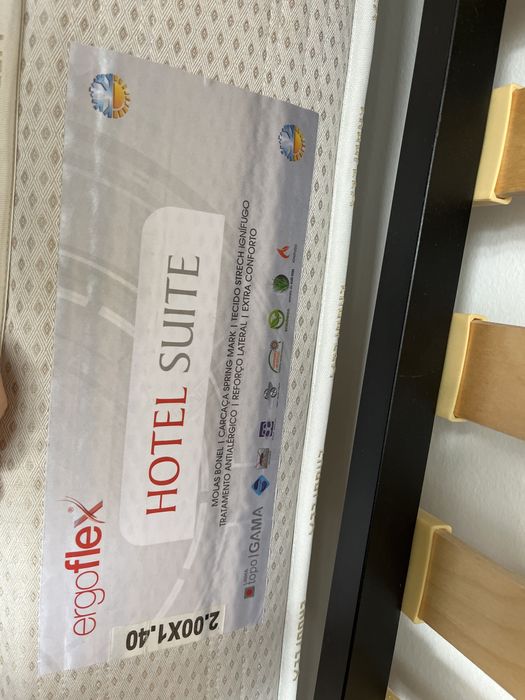 ergoflex
HOTEL SUITE
MOLAS BONEL | CARCAÇA SPRING MARK | TECIDO STRECH IGNÍFUGO
TRATAMENTO ANTIALÉRGICO | REFORÇO LATERAL | EXTRA CONFORTO
topo|GAMA
2.00X1.40